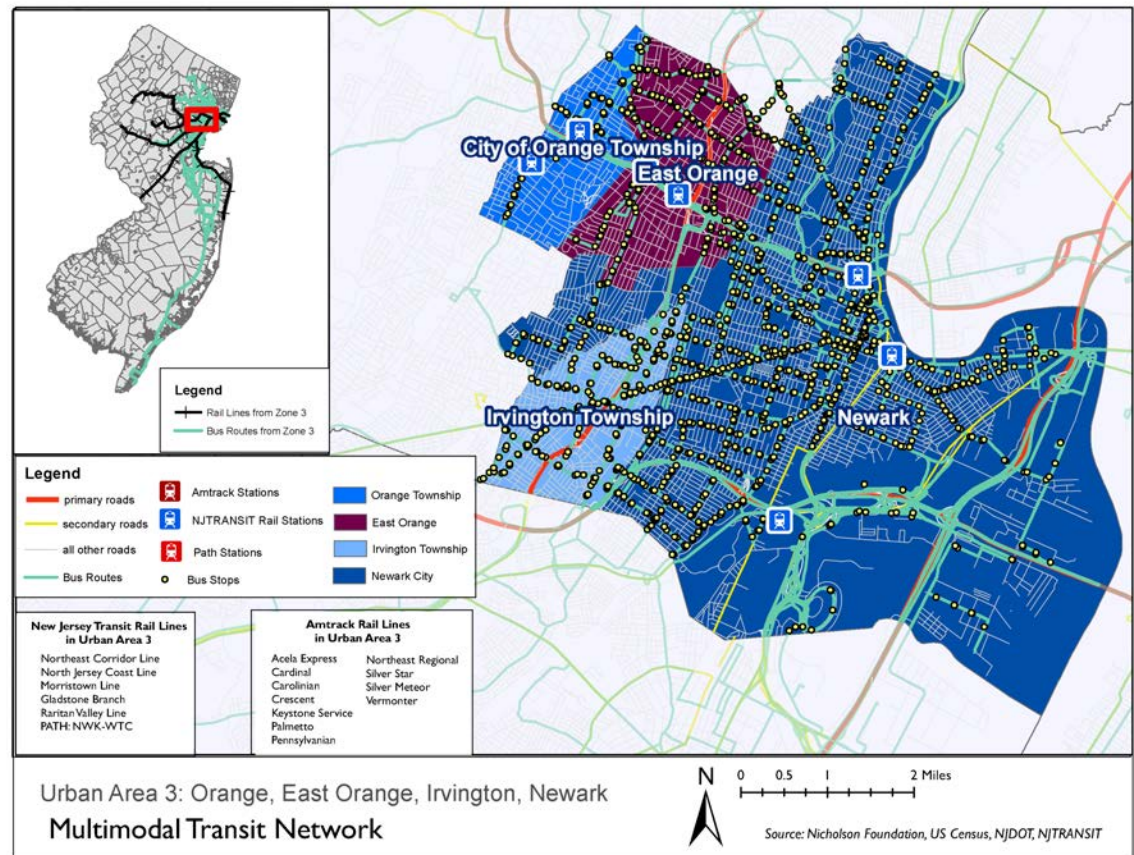 City of Orange Township
East Orange
Irvington Township
Newark
Legend
Rail Lines from Zone 3
Bus Routes from Zone 3
Legend
primary roads
secondary roads
all other roads
Bus Routes
Amtrack Stations
NJTRANSIT Rail Stations
Path Stations
Bus Stops
Orange Township
East Orange
Irvington Township
Newark City
New Jersey Transit Rail Lines
in Urban Area 3
Northeast Corridor Line
North Jersey Coast Line
Morristown Line
Gladstone Branch
Raritan Valley Line
PATH: NWK-WTC
Amtrack Rail Lines
in Urban Area 3
Acela Express
Cardinal
Carolinian
Crescent
Keystone Service
Palmetto
Pennsylvanian
Northeast Regional
Silver Star
Silver Meteor
Vermonter
Urban Area 3: Orange, East Orange, Irvington, Newark
Multimodal Transit Network
N
0 0.5 1 2 Miles
Source: Nicholson Foundation, US Census, NJDOT, NJTRANSIT